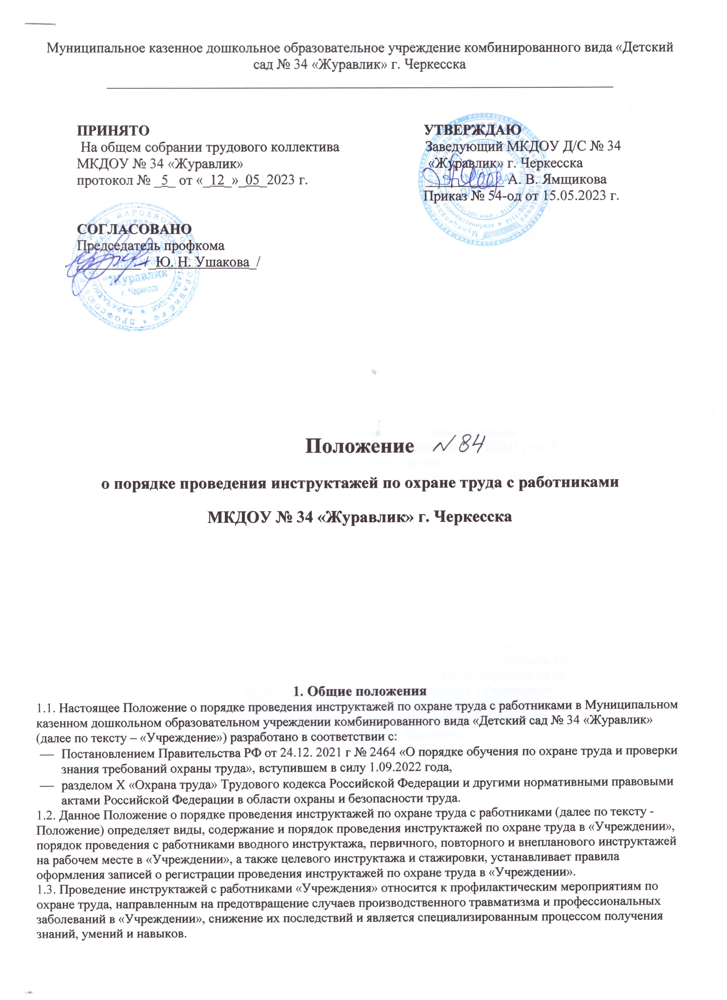 Муниципальное казенное дошкольное образовательное учреждение комбинированного вида «Детский
сад № 34 «Журавлик» г. Черкесска
ПРИНЯТО
На общем собрании трудового коллектива
МКДОУ № 34 «Журавлик»
протокол № _5_ от «_12_»_05_2023 г.
УТВЕРЖДАЮ
Заведующий МКДОУ Д/С № 34
«Журавлик» г. Черкесска
А. В. Ямщикова
Приказ № 54-од от 15.05.2023 г.
СОГЛАСОВАНО
Председатель профкома
/_Ю. Н. Ушакова_/
"Журавлик"
г. Черкесск
Положение №84
о порядке проведения инструктажей по охране труда с работниками
МКДОУ № 34 «Журавлик» г. Черкесска
1. Общие положения
1.1. Настоящее Положение о порядке проведения инструктажей по охране труда с работниками в Муниципальном
казенном дошкольном образовательном учреждении комбинированного вида «Детский сад № 34 «Журавлик»
(далее по тексту – «Учреждение») разработано в соответствии с:
— Постановлением Правительства РФ от 24.12. 2021 г № 2464 «О порядке обучения по охране труда и проверки
знания требований охраны труда», вступившем в силу 1.09.2022 года,
— разделом X «Охрана труда» Трудового кодекса Российской Федерации и другими нормативными правовыми
актами Российской Федерации в области охраны и безопасности труда.
1.2. Данное Положение о порядке проведения инструктажей по охране труда с работниками (далее по тексту -
Положение) определяет виды, содержание и порядок проведения инструктажей по охране труда в «Учреждении»,
порядок проведения с работниками вводного инструктажа, первичного, повторного и внепланового инструктажей
на рабочем месте в «Учреждении», а также целевого инструктажа и стажировки, устанавливает правила
оформления записей о регистрации проведения инструктажей по охране труда в «Учреждении».
1.3. Проведение инструктажей с работниками «Учреждения» относится к профилактическим мероприятиям по
охране труда, направленным на предотвращение случаев производственного травматизма и профессиональных
заболеваний в «Учреждении», снижение их последствий и является специализированным процессом получения
знаний, умений и навыков.